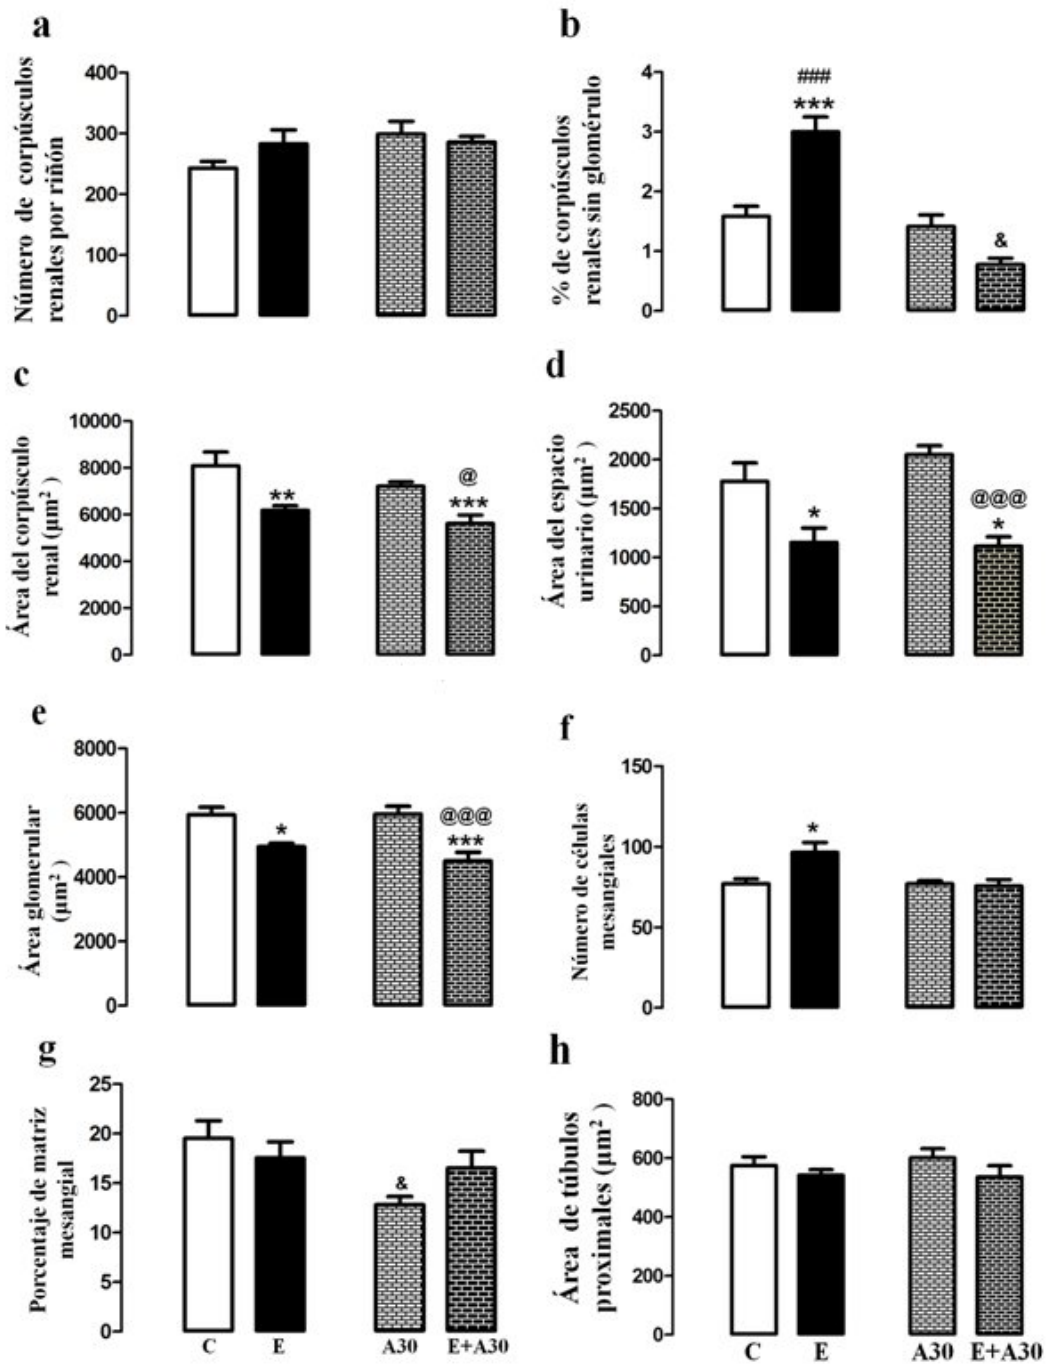 a
Número de corpúsculos
renales por riñón
400
300
200
100
0
b
% de corpúsculos
renales sin glomérulo
4
3
2
1
0
###
***
&
c
Área del corpúsculo
renal (µm² )
10000
8000
6000
4000
2000
0
**
@
***
d
Área del espacio
urinario (µm² )
2500
2000
1500
1000
500
0
*
@@@
*
e
Área glomerular
(µm² )
8000
6000
4000
2000
0
*
@@@
***
f
Número de células
mesangiales
150
100
50
0
*
g
Porcentaje de matriz
mesangial
25
20
15
10
5
0
&
C E A30 E+A30
h
Área de túbulos
proximales (µm² )
800
600
400
200
0
C E A30 E+A30